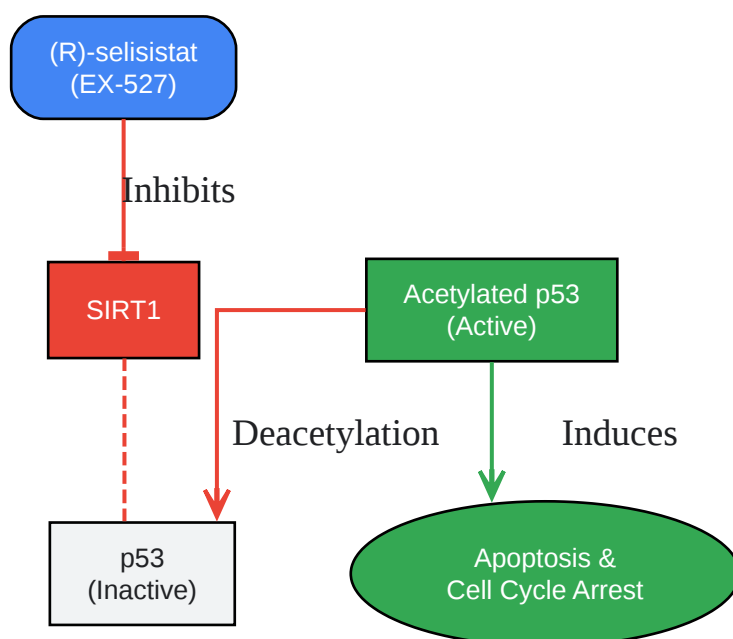 (R)-selisistat
(EX-527)
Inhibits
SIRT1
Acetylated p53
(Active)
Deacetylation
Induces
p53
(Inactive)
Apoptosis &
Cell Cycle Arrest